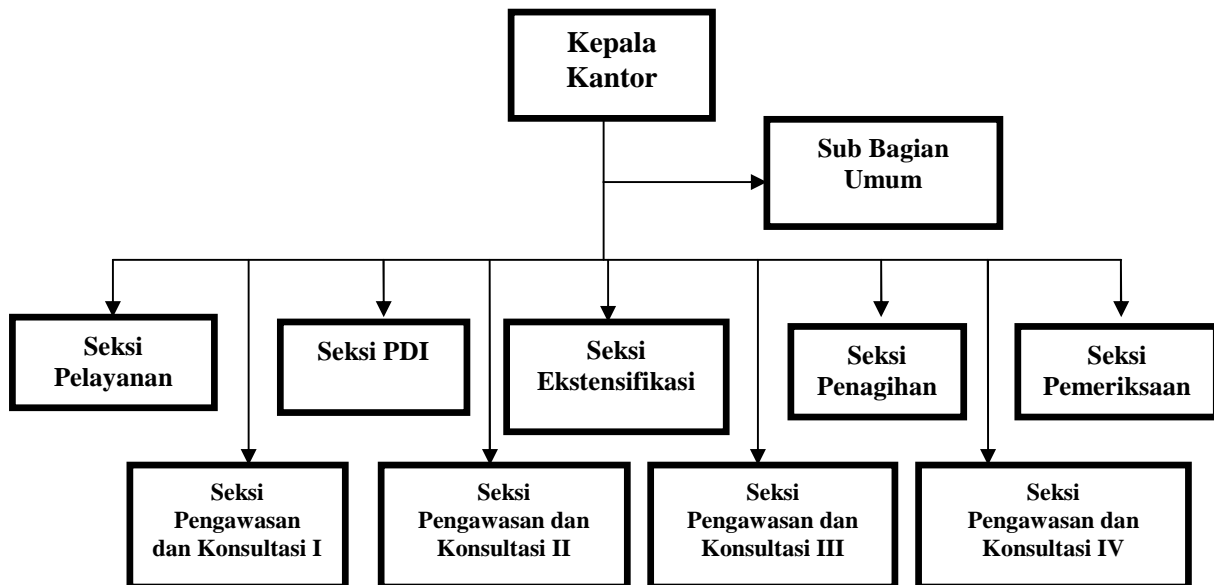 Kepala
Kantor
Sub Bagian
Umum
Seksi
Pelayanan
Seksi PDI
Seksi
Ekstensifikasi
Seksi
Penagihan
Seksi
Pemeriksaan
Seksi
Pengawasan
dan Konsultasi I
Seksi
Pengawasan dan
Konsultasi II
Seksi
Pengawasan dan
Konsultasi III
Seksi
Pengawasan dan
Konsultasi IV